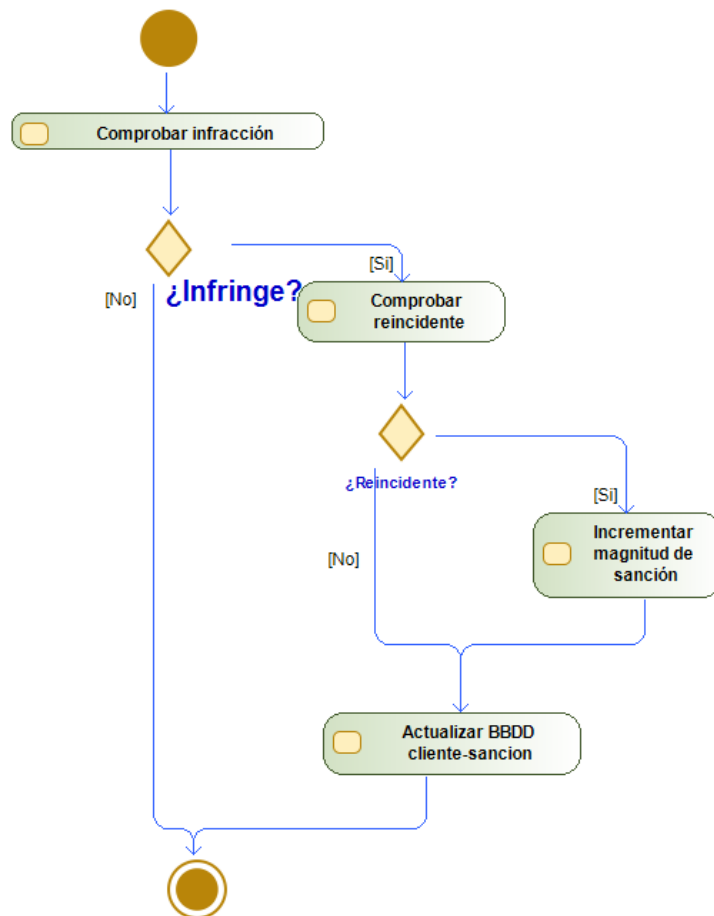 Comprobar infracción
¿Infringe?
[Si]
[No]
Comprobar
reincidente
¿Reincidente?
[Si]
[No]
Incrementar
magnitud de
sanción
Actualizar BBDD
cliente-sancion